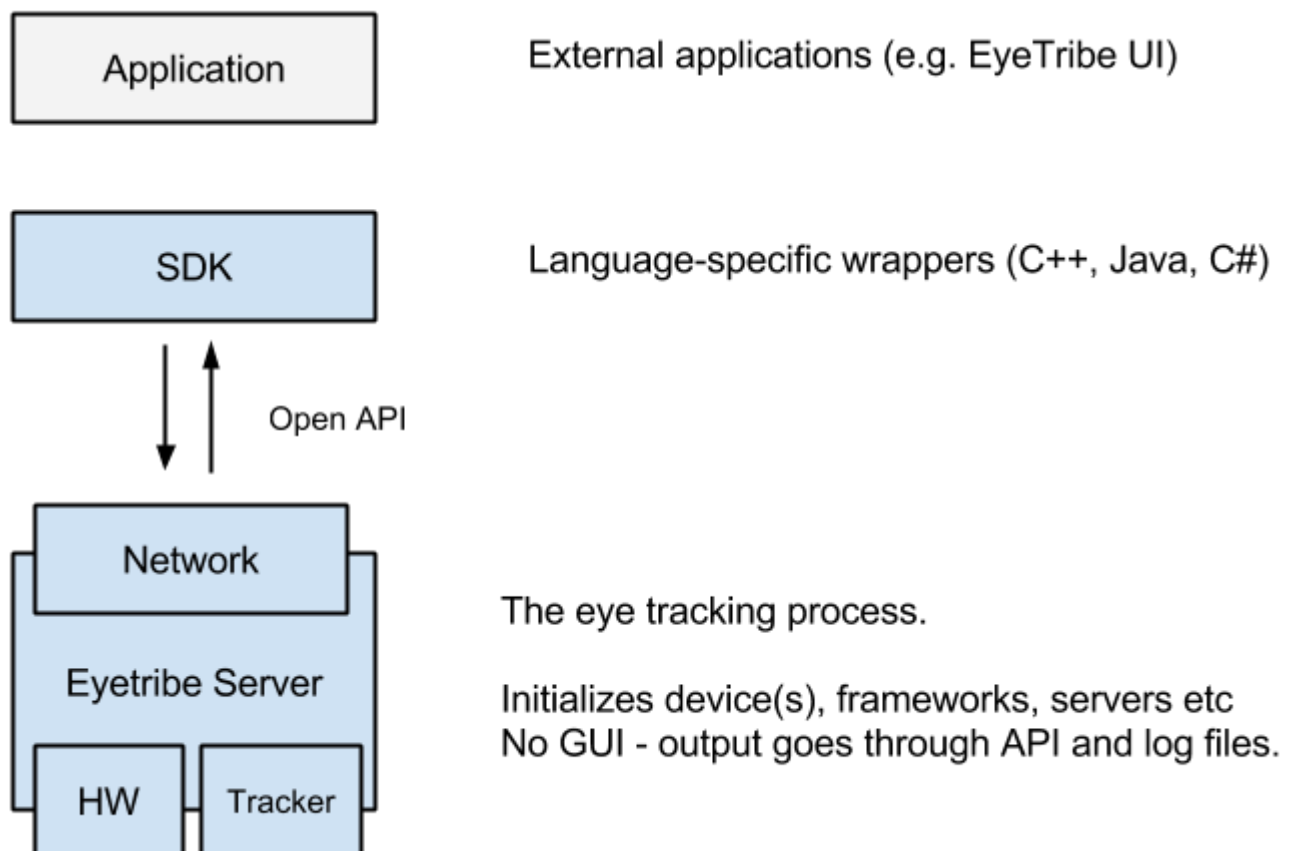 Application
External applications (e.g. EyeTribe UI)
SDK
Language-specific wrappers (C++, Java, C#)
Open API
Network
Eyetribe Server
The eye tracking process.
Initializes device(s), frameworks, servers etc
No GUI - output goes through API and log files.
HW
Tracker